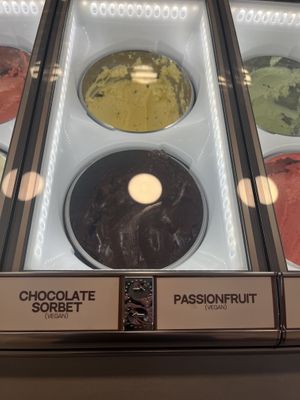 CHOCOLATE
SORBET
(VEGAN)
PASSIONFRUIT
(VEGAN)